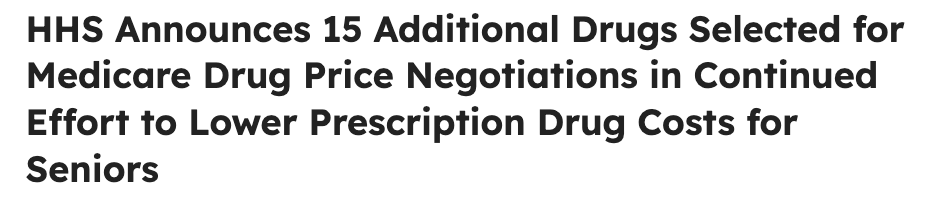 HHS Announces 15 Additional Drugs Selected for
Medicare Drug Price Negotiations in Continued
Effort to Lower Prescription Drug Costs for
Seniors